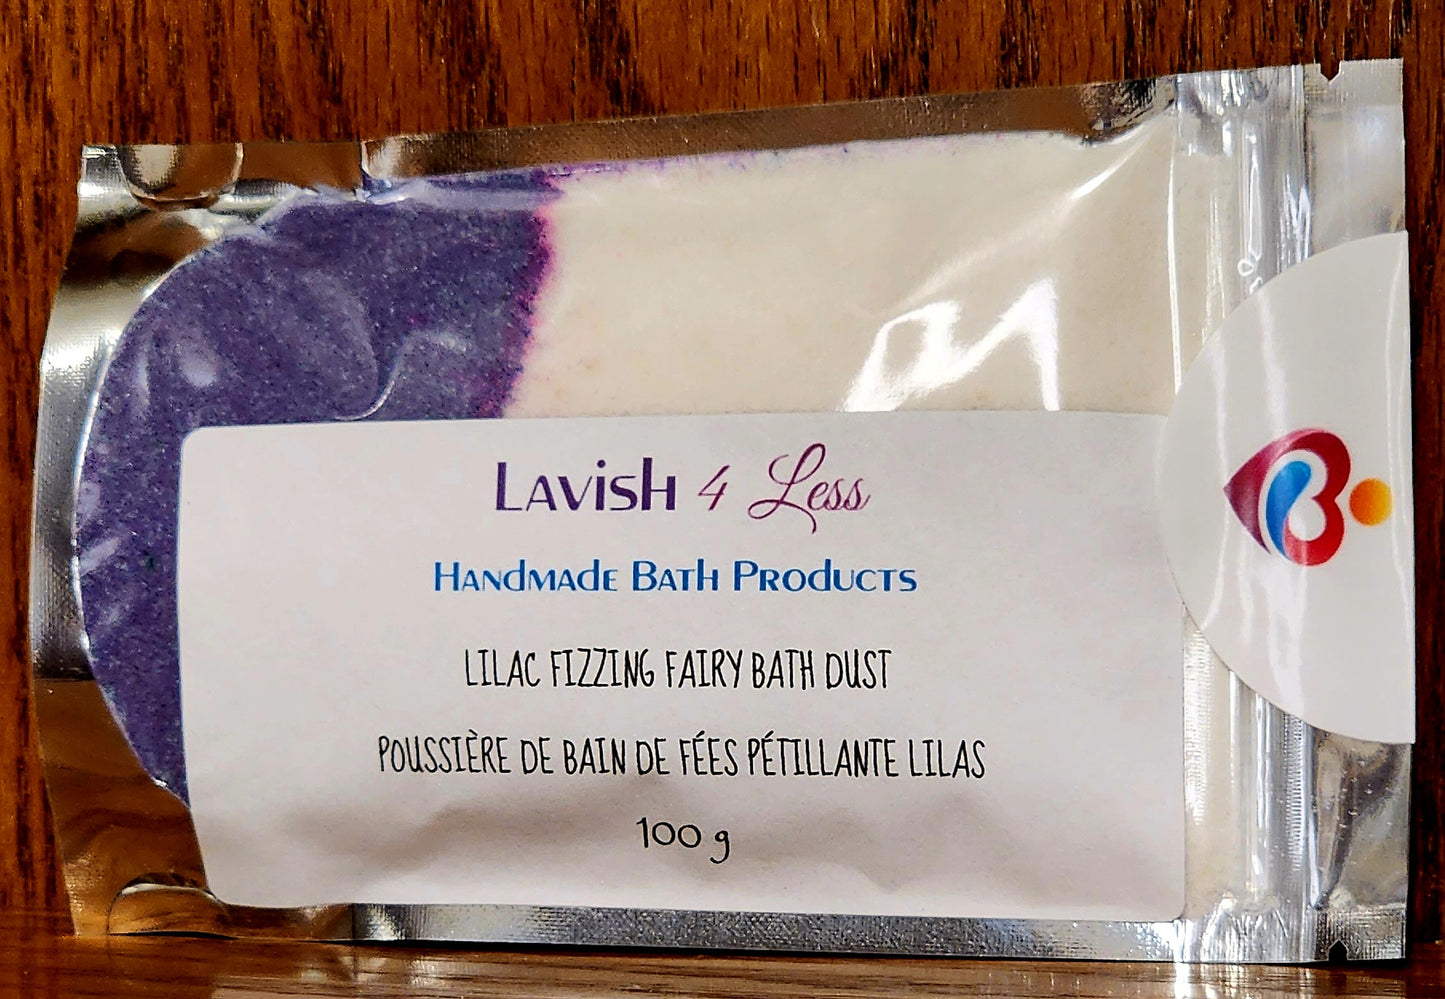 Lavish 4 Less
Handmade Bath Products
LILAC FIZZING FAIRY BATH DUST
POUSSIÈRE DE BAIN DE FÉES PÉTILLANTE LILAS
100 g